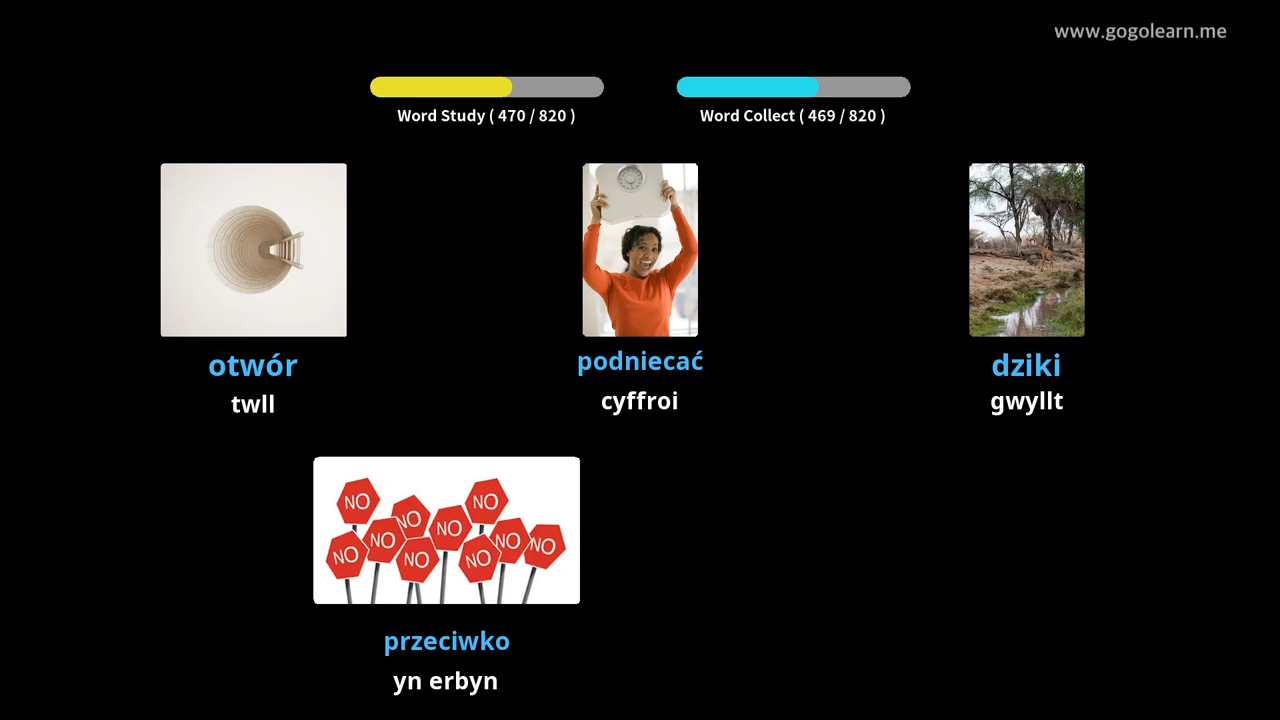 www.gogolearn.me
Word Study ( 470 / 820 )
Word Collect ( 469 / 820 )
otwór
twll
podniecać
cyffroi
dziki
gwyllt
NO
NO
NO
NO
NO
NO
NO
NO
NO
NO
przeciwko
yn erbyn